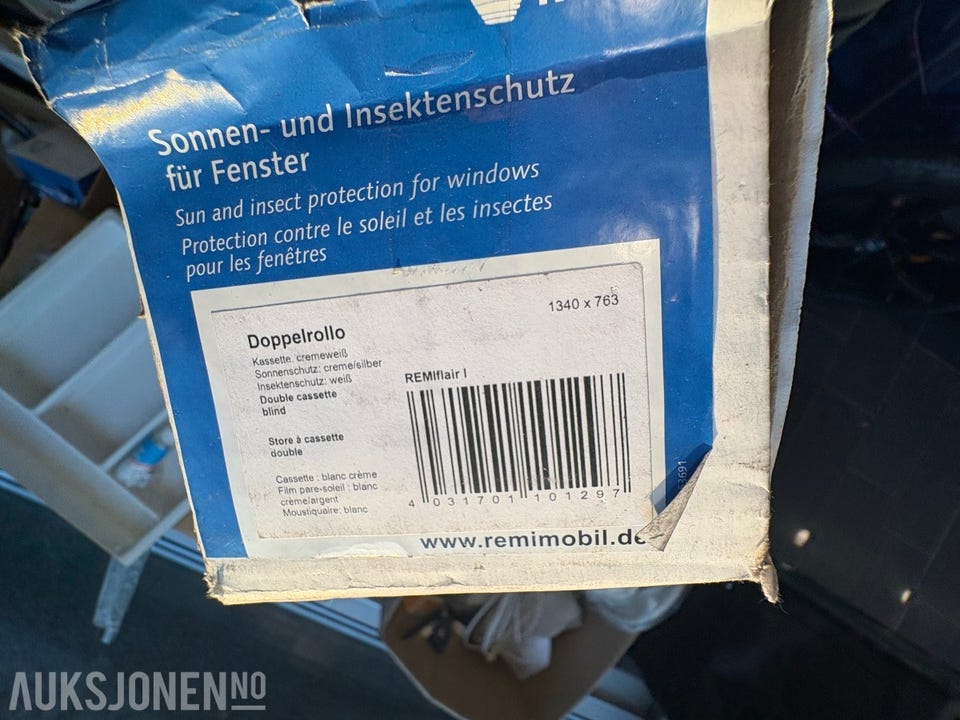 Sonnen- und Insektenschutz
für Fenster
Sun and insect protection for windows
Protection contre le soleil et les insectes
pour les fenêtres
1340 x 763
Doppelrollo
Kassette: cremeweiß
Sonnenschutz: creme/silber
Insektenschutz: weiß
Double cassette
blind
REMIflair I
Store à cassette
double
Cassette : blanc crème
Film pare-soleil : blanc
crème/argent
Moustiquaire: blanc
4 031701 101297
www.remimobil.de
3691
AUKSJONEN NO